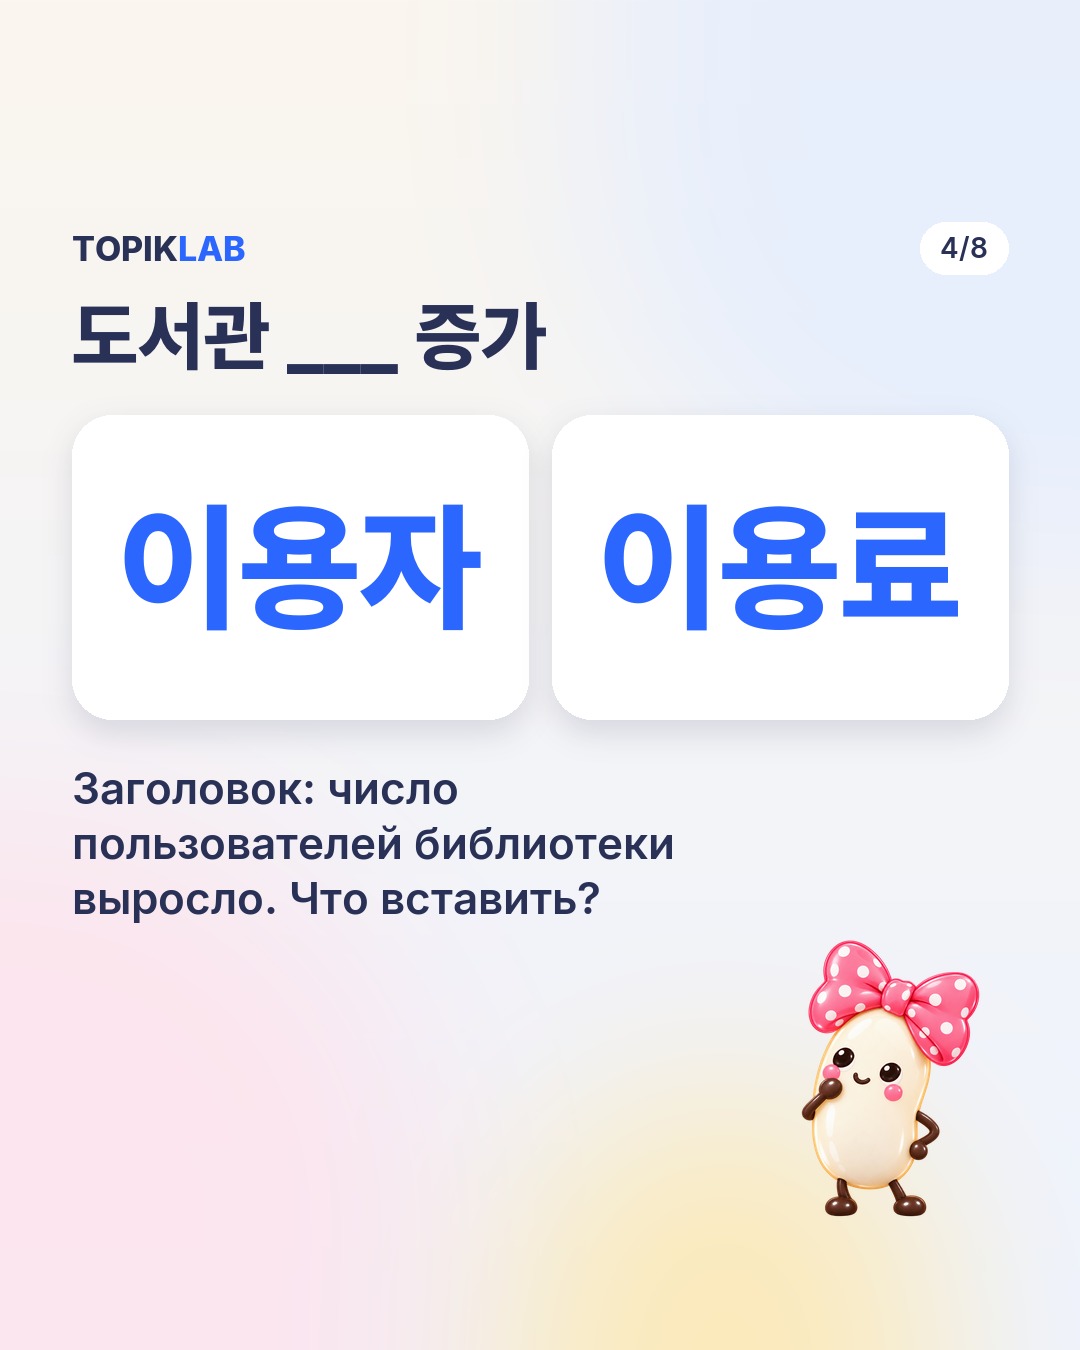 TOPIKLAB
4/8
도서관 ___ 증가
이용자
이용료
Заголовок: число
пользователей библиотеки
выросло. Что вставить?